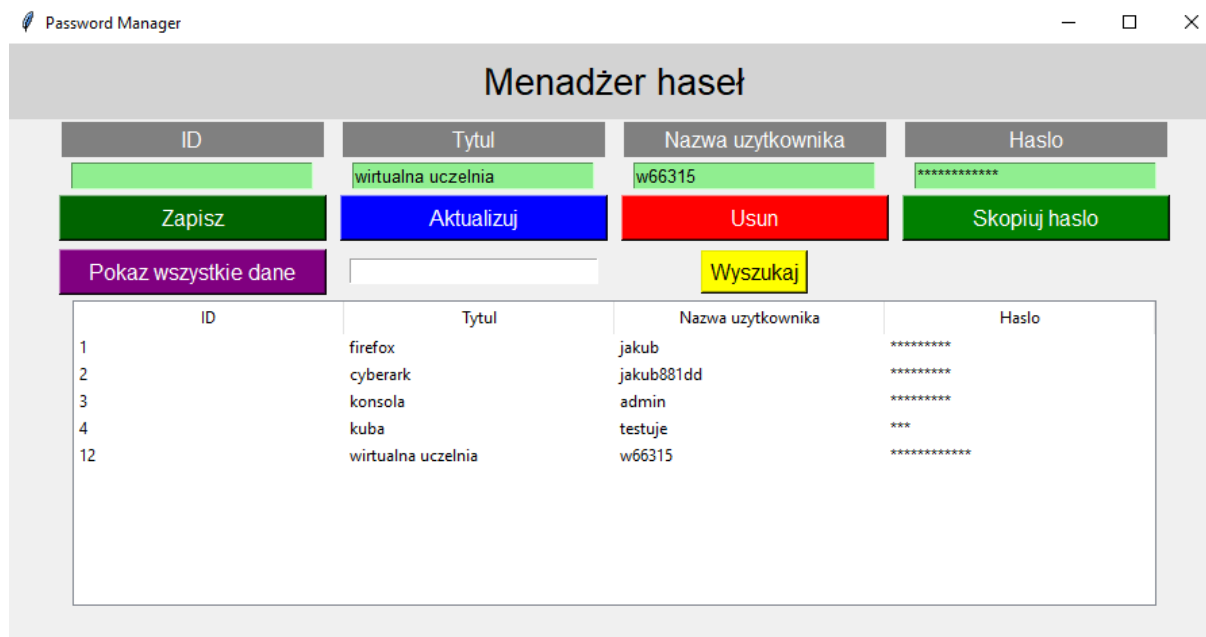 Password Manager
Menadżer haseł
ID Tytul Nazwa uzytkownika Haslo
wirtualna uczelnia w66315 ************
Zapisz Aktualizuj Usun Skopiuj haslo
Pokaz wszystkie dane Wyszukaj
ID Tytul Nazwa uzytkownika Haslo
1 firefox jakub *********
2 cyberark jakub881dd *********
3 konsola admin *********
4 kuba testuje ***
12 wirtualna uczelnia w66315 ************